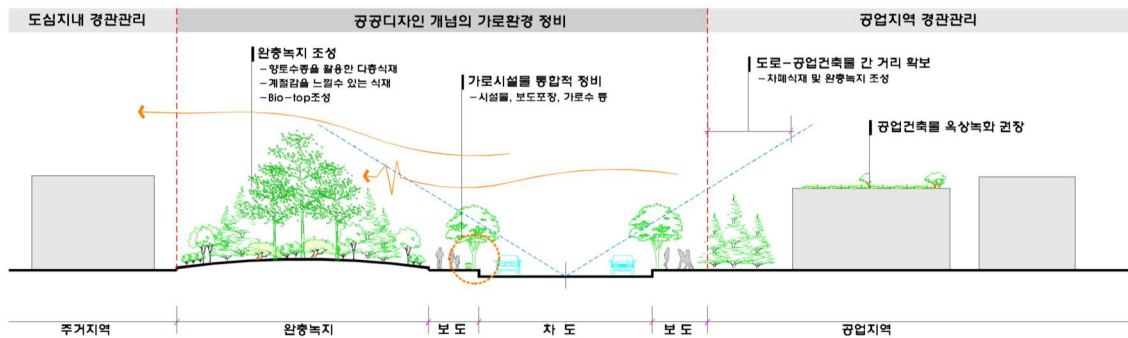 도심지내 경관관리
공공디자인 개념의 가로환경 정비
공업지역 경관관리
완충녹지 조성
-향토수종을 활용한 다층식재
-계절감을 느낄수 있는 식재
-Bio-top조성
가로시설물 통합적 정비
-시설물, 보도포장, 가로수 등
도로-공업건축물 간 거리 확보
-차폐식재 및 완충녹지 조성
공업건축물 옥상녹화 권장
주거지역
완충녹지
보 도
차 도
보 도
공업지역